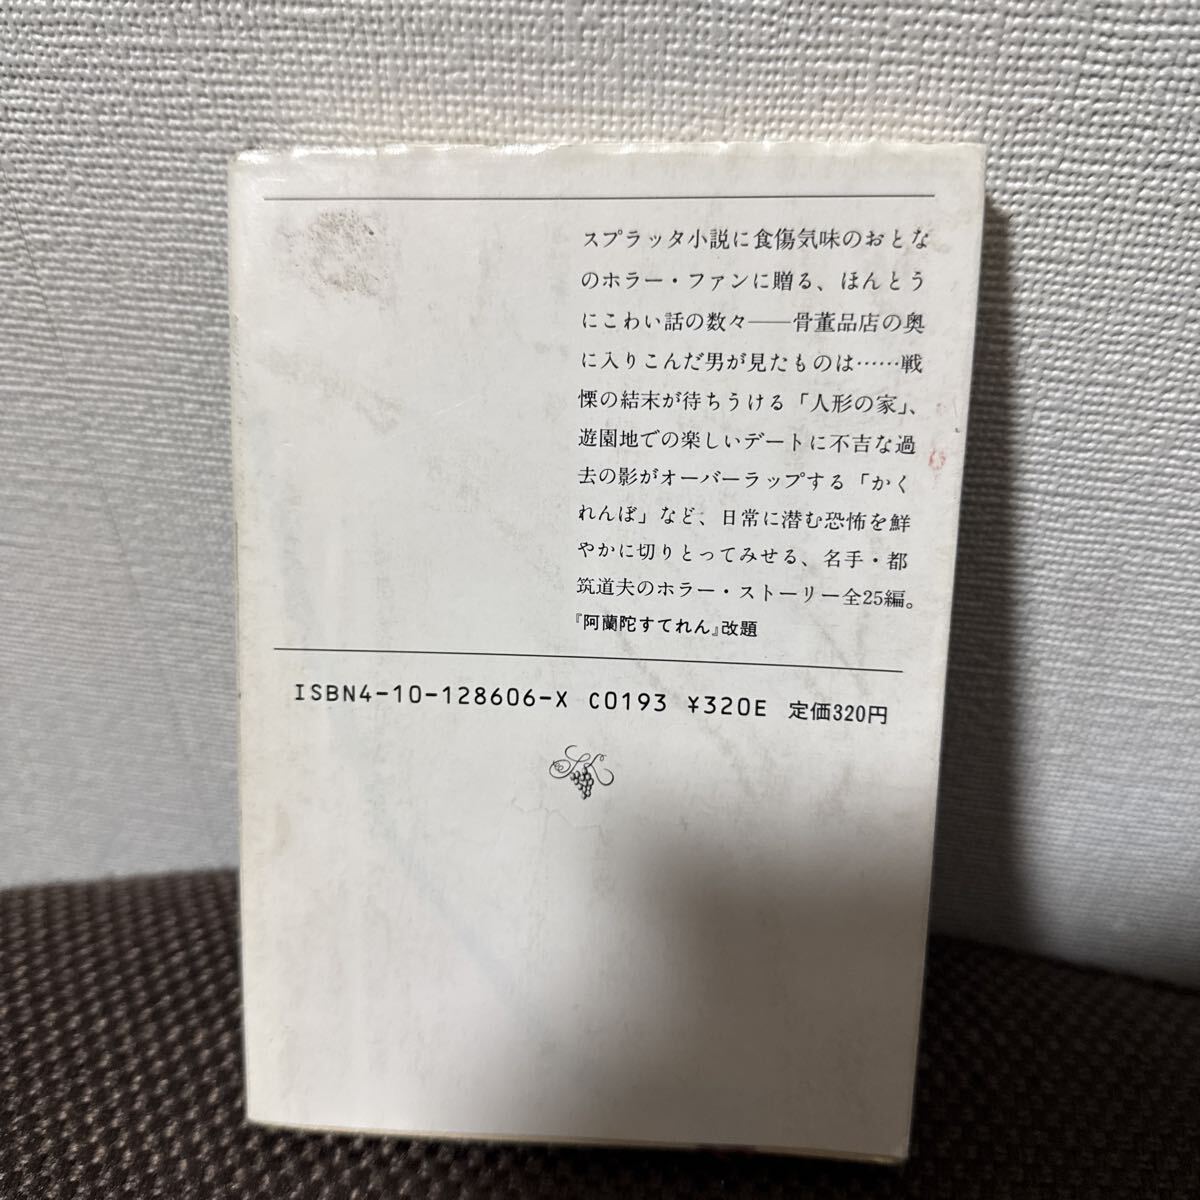 スプラッタ小説に食傷気味のおとな
のホラー・ファンに贈る、ほんとう
にこわい話の数々――骨董品店の奥
に入りこんだ男が見たものは……戦
慄の結末が待ちうける「人形の家」、
遊園地での楽しいデートに不吉な過
去の影がオーバーラップする「かく
れんぼ」など、日常に潜む恐怖を鮮
やかに切りとってみせる、名手・都
筑道夫のホラー・ストーリー全25編。
『阿蘭陀すてれん』改題
ISBN4-10-128606-X C0193 ¥320E 定価320円